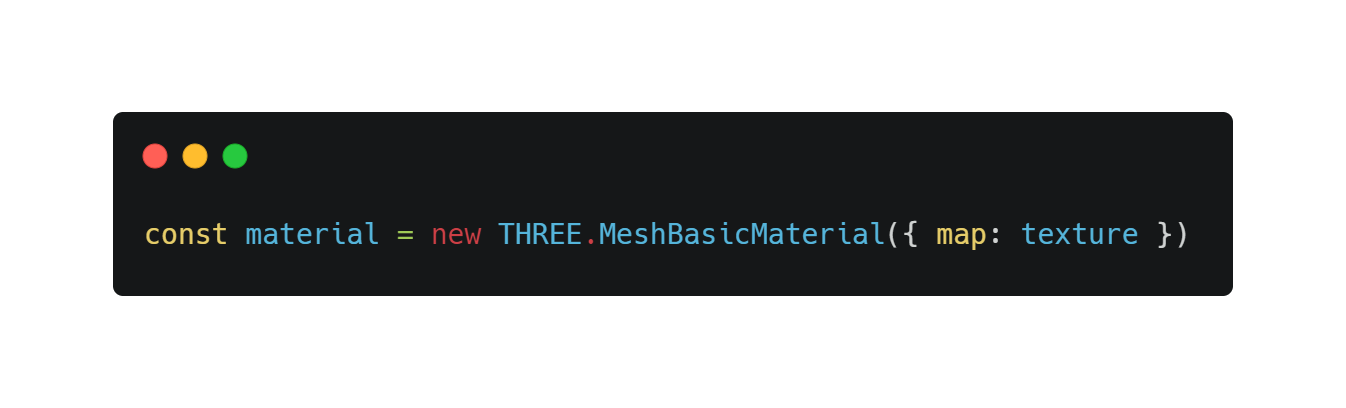 const material = new THREE.MeshBasicMaterial({ map: texture })